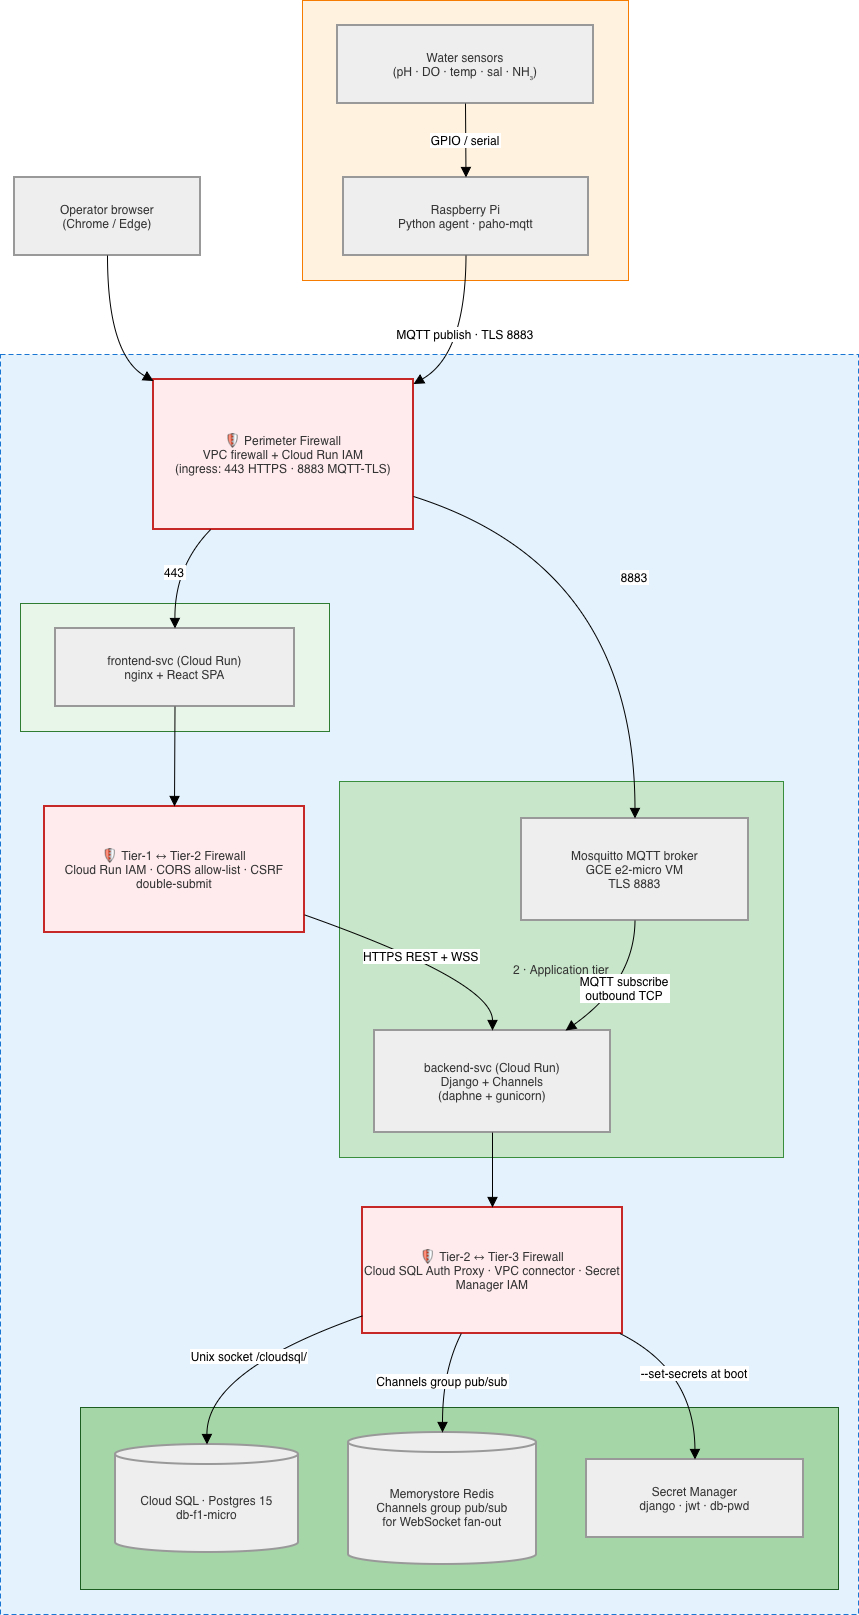 Water sensors
(pH · DO · temp · sal · NH₃)
GPIO / serial
Operator browser
(Chrome / Edge)
Raspberry Pi
Python agent · paho-mqtt
MQTT publish · TLS 8883
🛡 Perimeter Firewall
VPC firewall + Cloud Run IAM
(ingress: 443 HTTPS · 8883 MQTT-TLS)
443
8883
frontend-svc (Cloud Run)
nginx + React SPA
🛡 Tier-1 ↔ Tier-2 Firewall
Cloud Run IAM · CORS allow-list · CSRF
double-submit
Mosquitto MQTT broker
GCE e2-micro VM
TLS 8883
HTTPS REST + WSS
2 · Application tier
MQTT subscribe
outbound TCP
backend-svc (Cloud Run)
Django + Channels
(daphne + gunicorn)
🛡 Tier-2 ↔ Tier-3 Firewall
Cloud SQL Auth Proxy · VPC connector · Secret
Manager IAM
Unix socket /cloudsql/
Channels group pub/sub
--set-secrets at boot
Cloud SQL · Postgres 15
db-f1-micro
Memorystore Redis
Channels group pub/sub
for WebSocket fan-out
Secret Manager
django · jwt · db-pwd